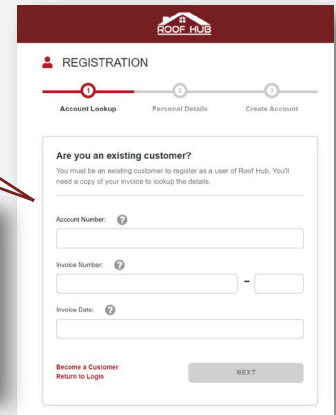 ROOF HUB
REGISTRATION
1
2
3
Account Lookup
Personal Details
Create Account
Are you an existing customer?
You must be an existing customer to register as a user of Roof Hub. You'll
need a copy of your invoice to lookup the details.
Account Number: ?
Invoice Number: ?
-
Invoice Date: ?
Become a Customer
Return to Login
NEXT